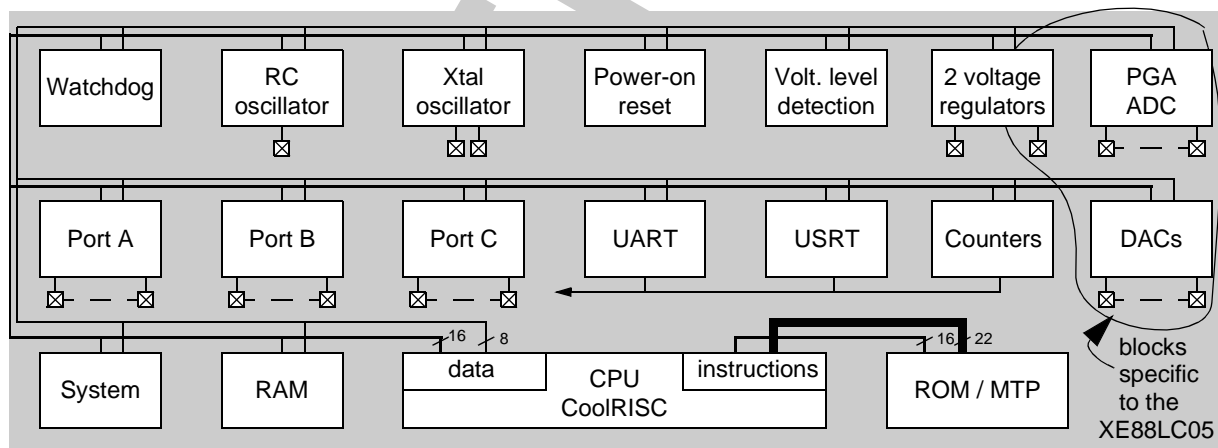 Watchdog
RC
oscillator
Xtal
oscillator
Power-on
reset
Volt. level
detection
2 voltage
regulators
PGA
ADC
Port A
Port B
Port C
UART
USRT
Counters
DACs
16
8
16
22
System
RAM
data
CPU
CoolRISC
instructions
ROM / MTP
blocks
specific
to the
XE88LC05